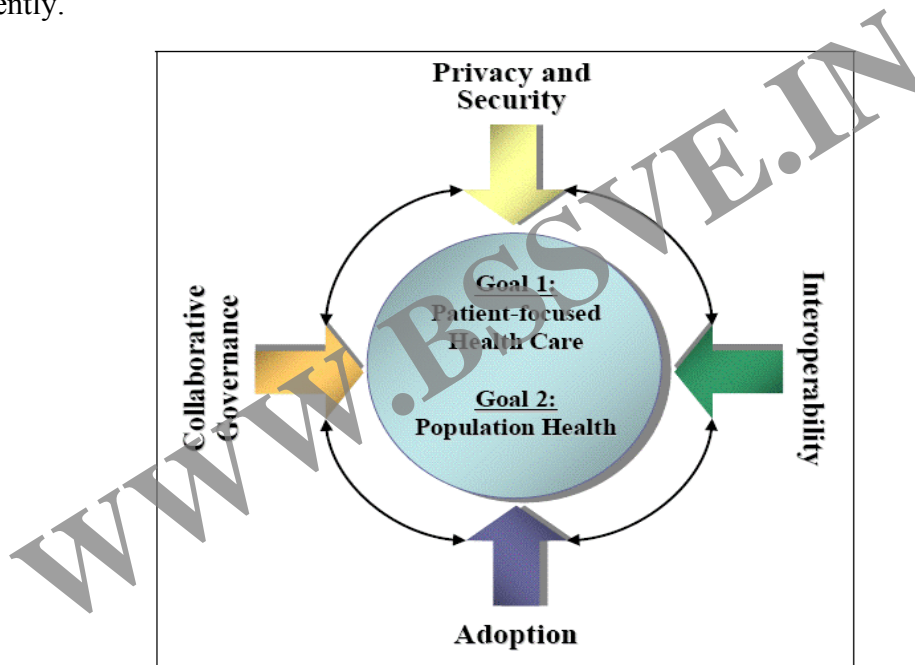 ently.
Privacy and
Security
Goal 1:
Patient-focused
Health Care
Goal 2:
Population Health
Collaborative
Governance
Interoperability
Adoption
WWW.BSSVE.IN